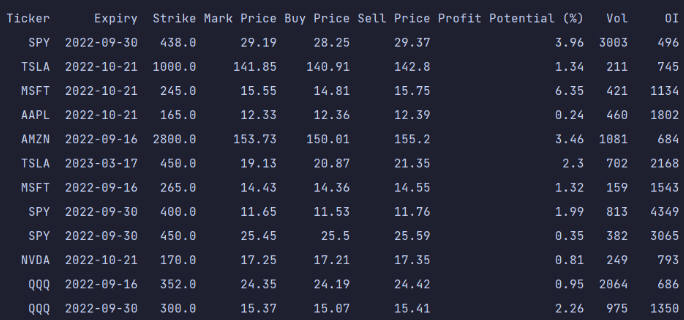 Ticker Expiry Strike Mark Price Buy Price Sell Price Profit Potential (%) Vol OI
SPY 2022-09-30 438.0 29.19 28.25 29.37 3.96 3003 496
TSLA 2022-10-21 1000.0 141.85 140.91 142.8 1.34 211 745
MSFT 2022-10-21 245.0 15.55 14.81 15.75 6.35 421 1134
AAPL 2022-10-21 165.0 12.33 12.36 12.39 0.24 460 1802
AMZN 2022-09-16 2800.0 153.73 150.01 155.2 3.46 1081 684
TSLA 2023-03-17 450.0 19.13 20.87 21.35 2.3 702 2168
MSFT 2022-09-16 265.0 14.43 14.36 14.55 1.32 159 1543
SPY 2022-09-30 400.0 11.65 11.53 11.76 1.99 813 4349
SPY 2022-09-30 450.0 25.45 25.5 25.59 0.35 382 3065
NVDA 2022-10-21 170.0 17.25 17.21 17.35 0.81 249 793
QQQ 2022-09-16 352.0 24.35 24.19 24.42 0.95 2064 686
QQQ 2022-09-30 300.0 15.37 15.07 15.41 2.26 975 1350